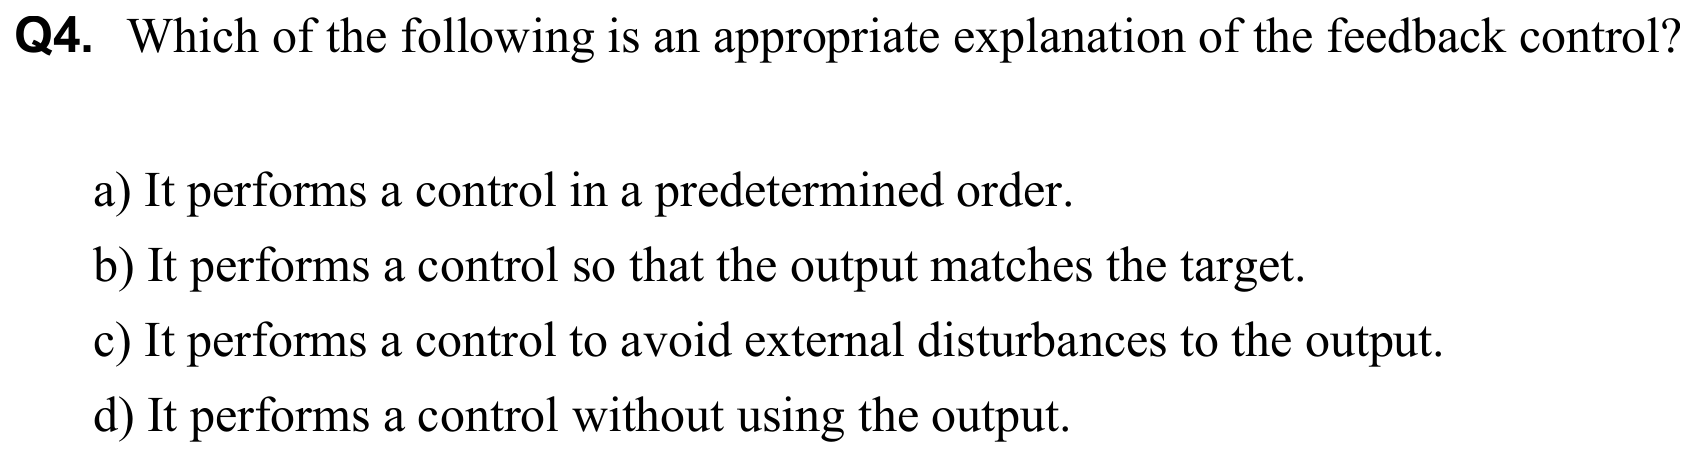 Q4. Which of the following is an appropriate explanation of the feedback control?
a) It performs a control in a predetermined order.
b) It performs a control so that the output matches the target.
c) It performs a control to avoid external disturbances to the output.
d) It performs a control without using the output.